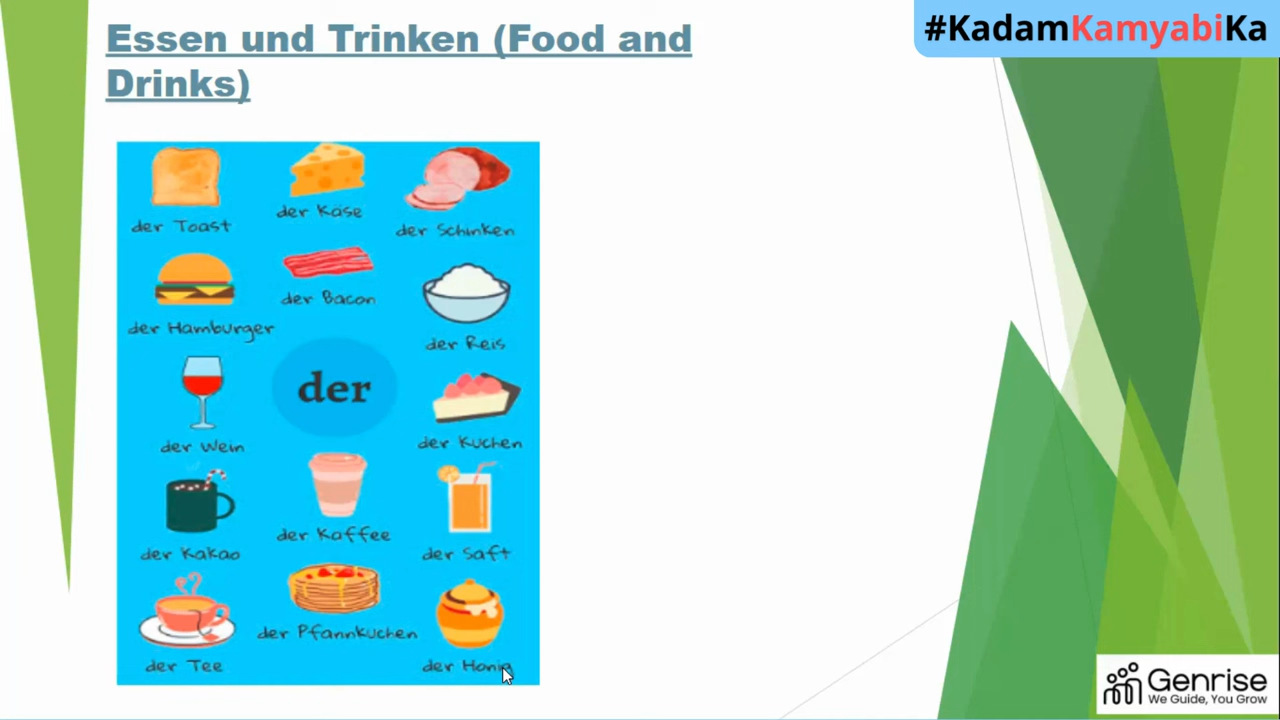 Essen und Trinken (Food and
Drinks)
#KadamKamyabiKa
der Toast
der Käse
der Schinken
der Hamburger
der Bacon
der Reis
der Wein
der
der Kuchen
der Kakao
der Kaffee
der Saft
der Tee
der Pfannkuchen
der Honig
Genrise
We Guide, You Grow